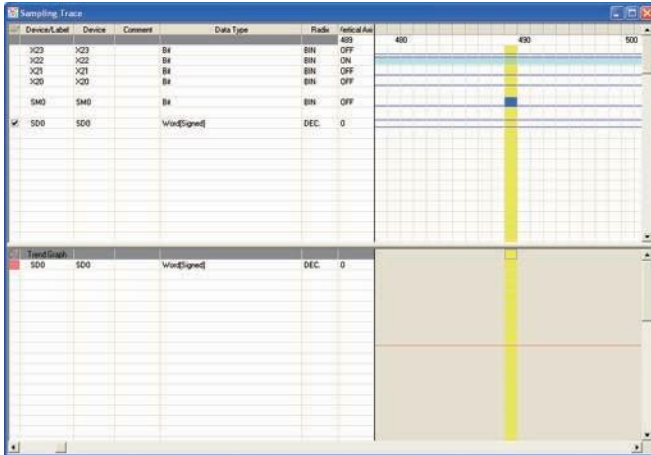 Sampling Trace
Device/Label Device Comment Data Type Radix Vertical Axi
489 480 490 500
X23 X23 Bit BIN OFF
X22 X22 Bit BIN ON
X21 X21 Bit BIN OFF
X20 X20 Bit BIN OFF
SM0 SM0 Bit BIN OFF
SD0 SD0 Word[Signed] DEC. 0
Trend Graph
SD0 SD0 Word[Signed] DEC. 0